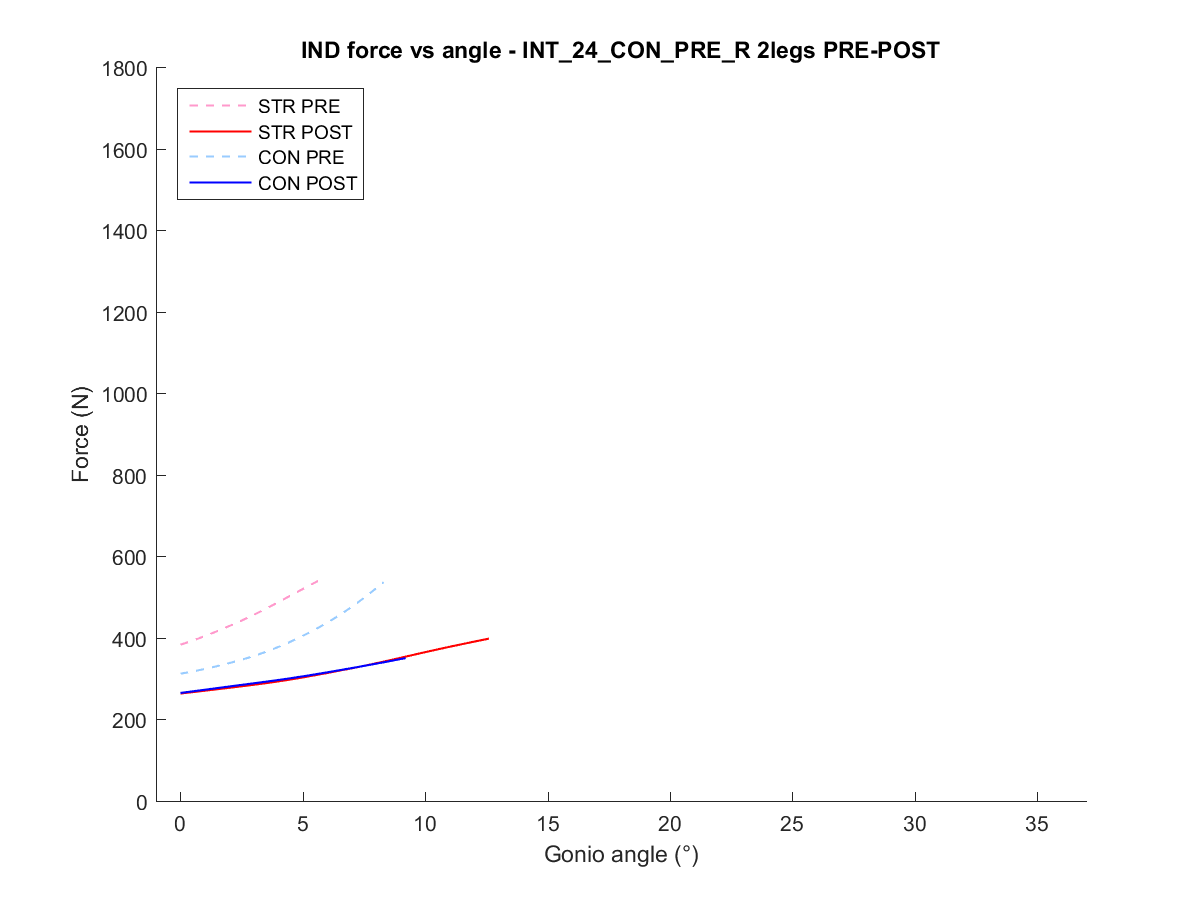 IND force vs angle - INT_24_CON_PRE_R 2legs PRE-POST
1800
1600
1400
1200
1000
800
600
400
200
0
Force (N)
STR PRE
STR POST
CON PRE
CON POST
0 5 10 15 20 25 30 35
Gonio angle (°)